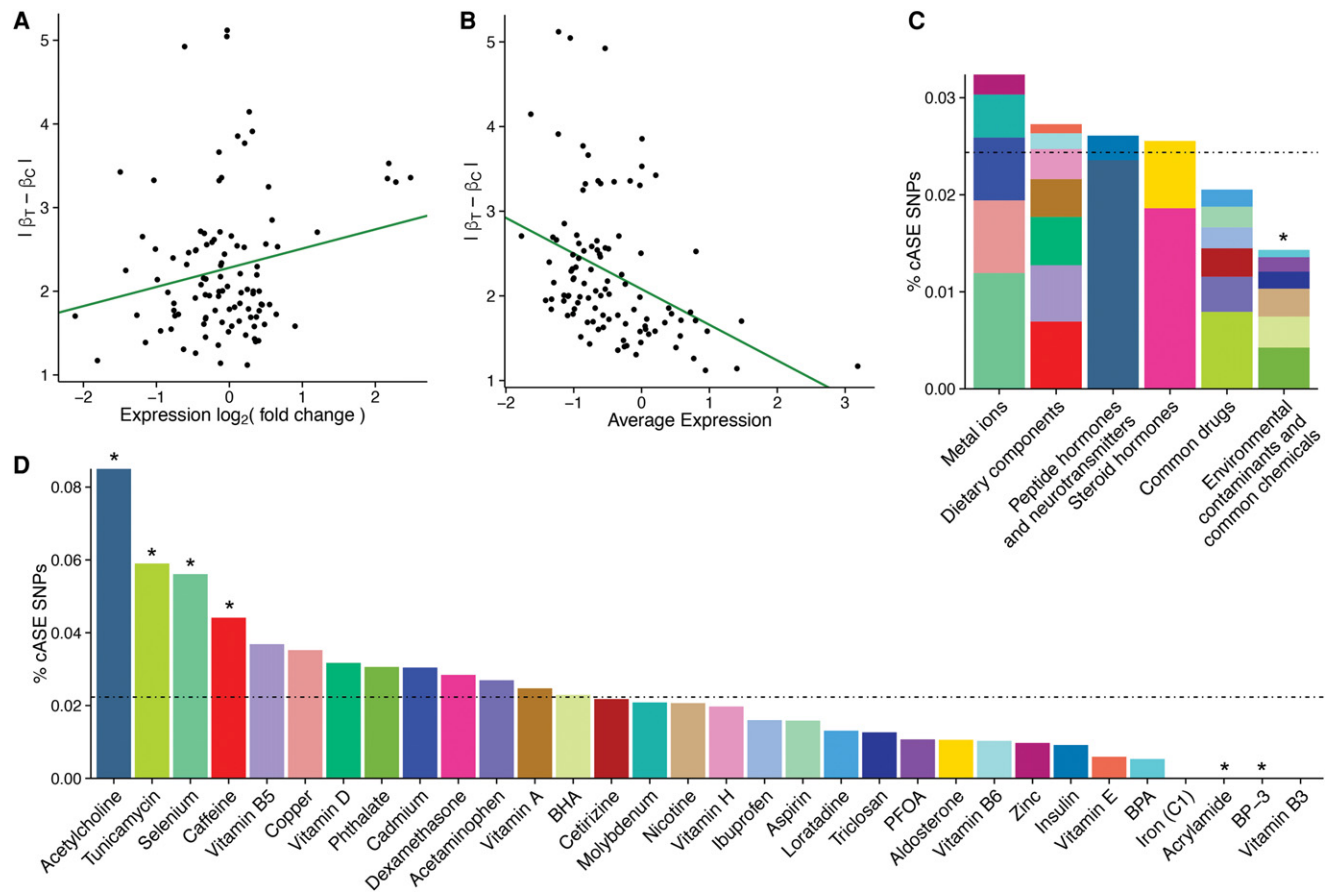 A
5
4
3
2
1
| βT – βC |
−2
−1
0
1
2
Expression log2( fold change )
B
5
4
3
2
1
| βT – βC |
−2
−1
0
1
2
3
Average Expression
C
0.03
0.02
0.01
0.00
% cASE SNPs
*
Metal ions
Dietary components
Peptide hormones
and neurotransmitters
Steroid hormones
Common drugs
Environmental
contaminants and
common chemicals
D
0.08
0.06
0.04
0.02
0.00
% cASE SNPs
*
*
*
*
*
*
Acetylcholine
Tunicamycin
Selenium
Caffeine
Vitamin B5
Copper
Vitamin D
Phthalate
Cadmium
Dexamethasone
Acetaminophen
Vitamin A
BHA
Cetirizine
Molybdenum
Nicotine
Vitamin H
Ibuprofen
Aspirin
Loratadine
Triclosan
PFOA
Aldosterone
Vitamin B6
Zinc
Insulin
Vitamin E
BPA
Iron (C1)
Acrylamide
BP−3
Vitamin B3